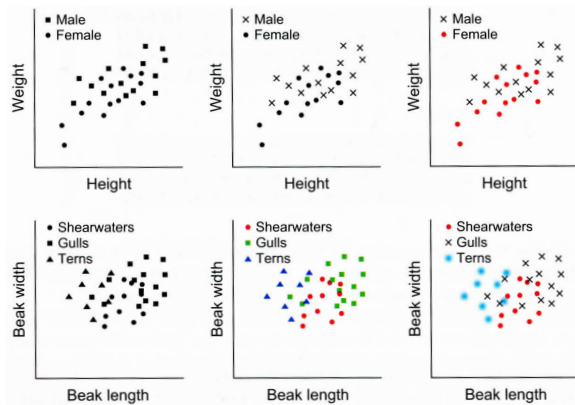 Male
Female
Weight
Height
Male
Female
Weight
Height
Male
Female
Weight
Height
Shearwaters
Gulls
Terns
Beak width
Beak length
Shearwaters
Gulls
Terns
Beak width
Beak length
Shearwaters
Gulls
Terns
Beak width
Beak length